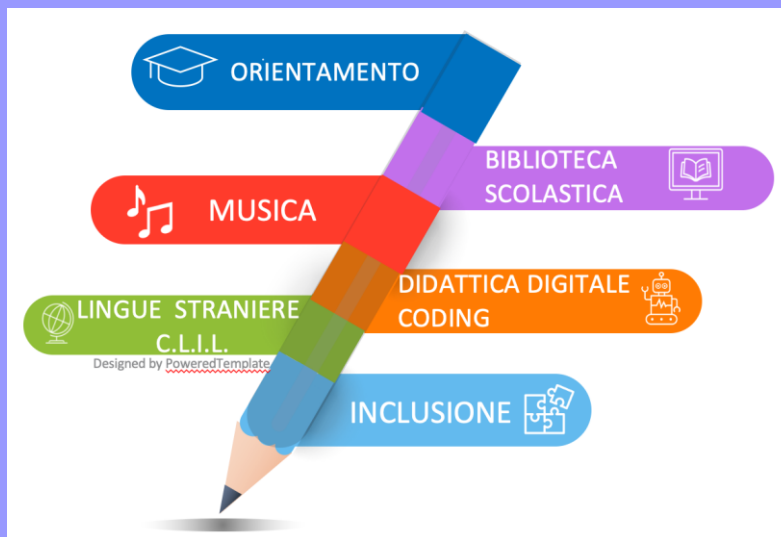 ORIENTAMENTO
BIBLIOTECA
SCOLASTICA
MUSICA
DIDATTICA DIGITALE
CODING
LINGUE STRANIERE
C.L.I.L.
Designed by PoweredTemplate
INCLUSIONE